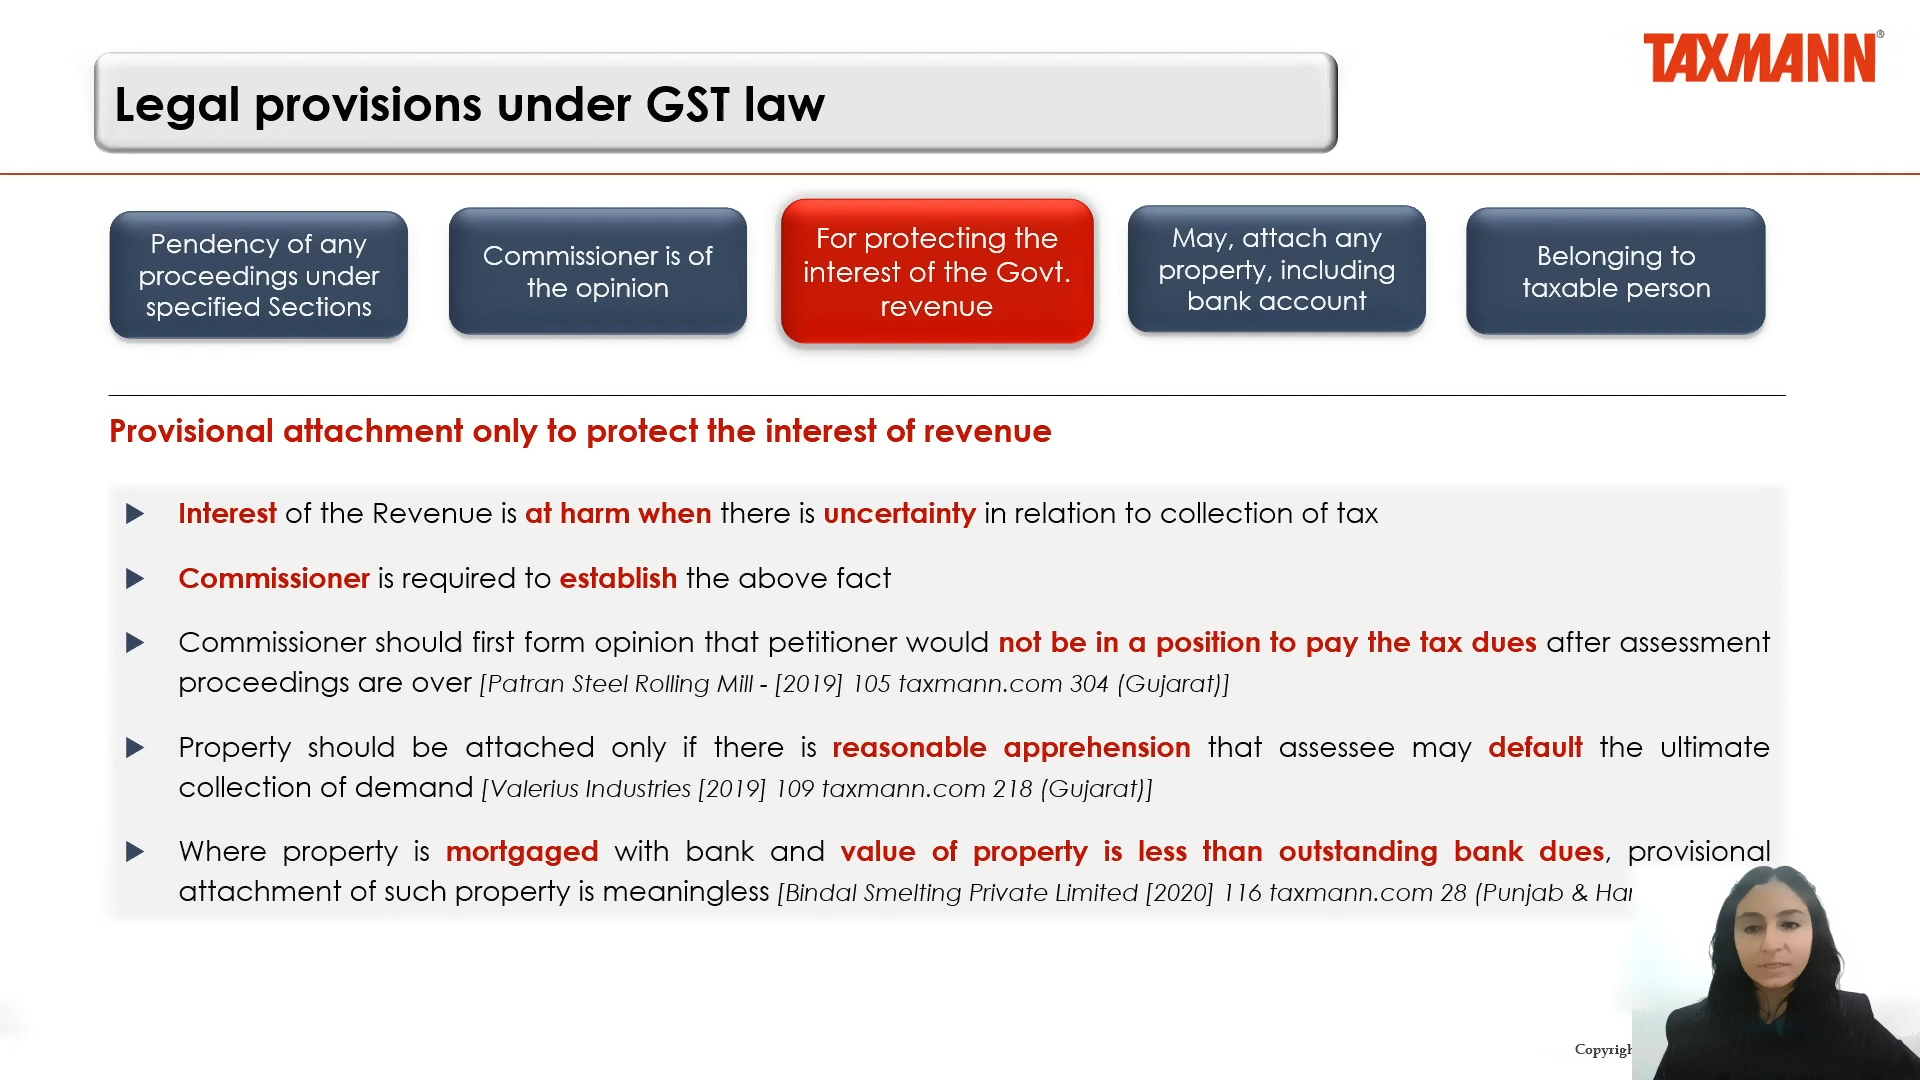 TAXMANN®
Legal provisions under GST law
Pendency of any
proceedings under
specified Sections
Commissioner is of
the opinion
For protecting the
interest of the Govt.
revenue
May, attach any
property, including
bank account
Belonging to
taxable person
Provisional attachment only to protect the interest of revenue
Interest of the Revenue is at harm when there is uncertainty in relation to collection of tax
Commissioner is required to establish the above fact
Commissioner should first form opinion that petitioner would not be in a position to pay the tax dues after assessment
proceedings are over [Patran Steel Rolling Mill - [2019] 105 taxmann.com 304 (Gujarat)]
Property should be attached only if there is reasonable apprehension that assessee may default the ultimate
collection of demand [Valerius Industries [2019] 109 taxmann.com 218 (Gujarat)]
Where property is mortgaged with bank and value of property is less than outstanding bank dues, provisional
attachment of such property is meaningless [Bindal Smelting Private Limited [2020] 116 taxmann.com 28 (Punjab &